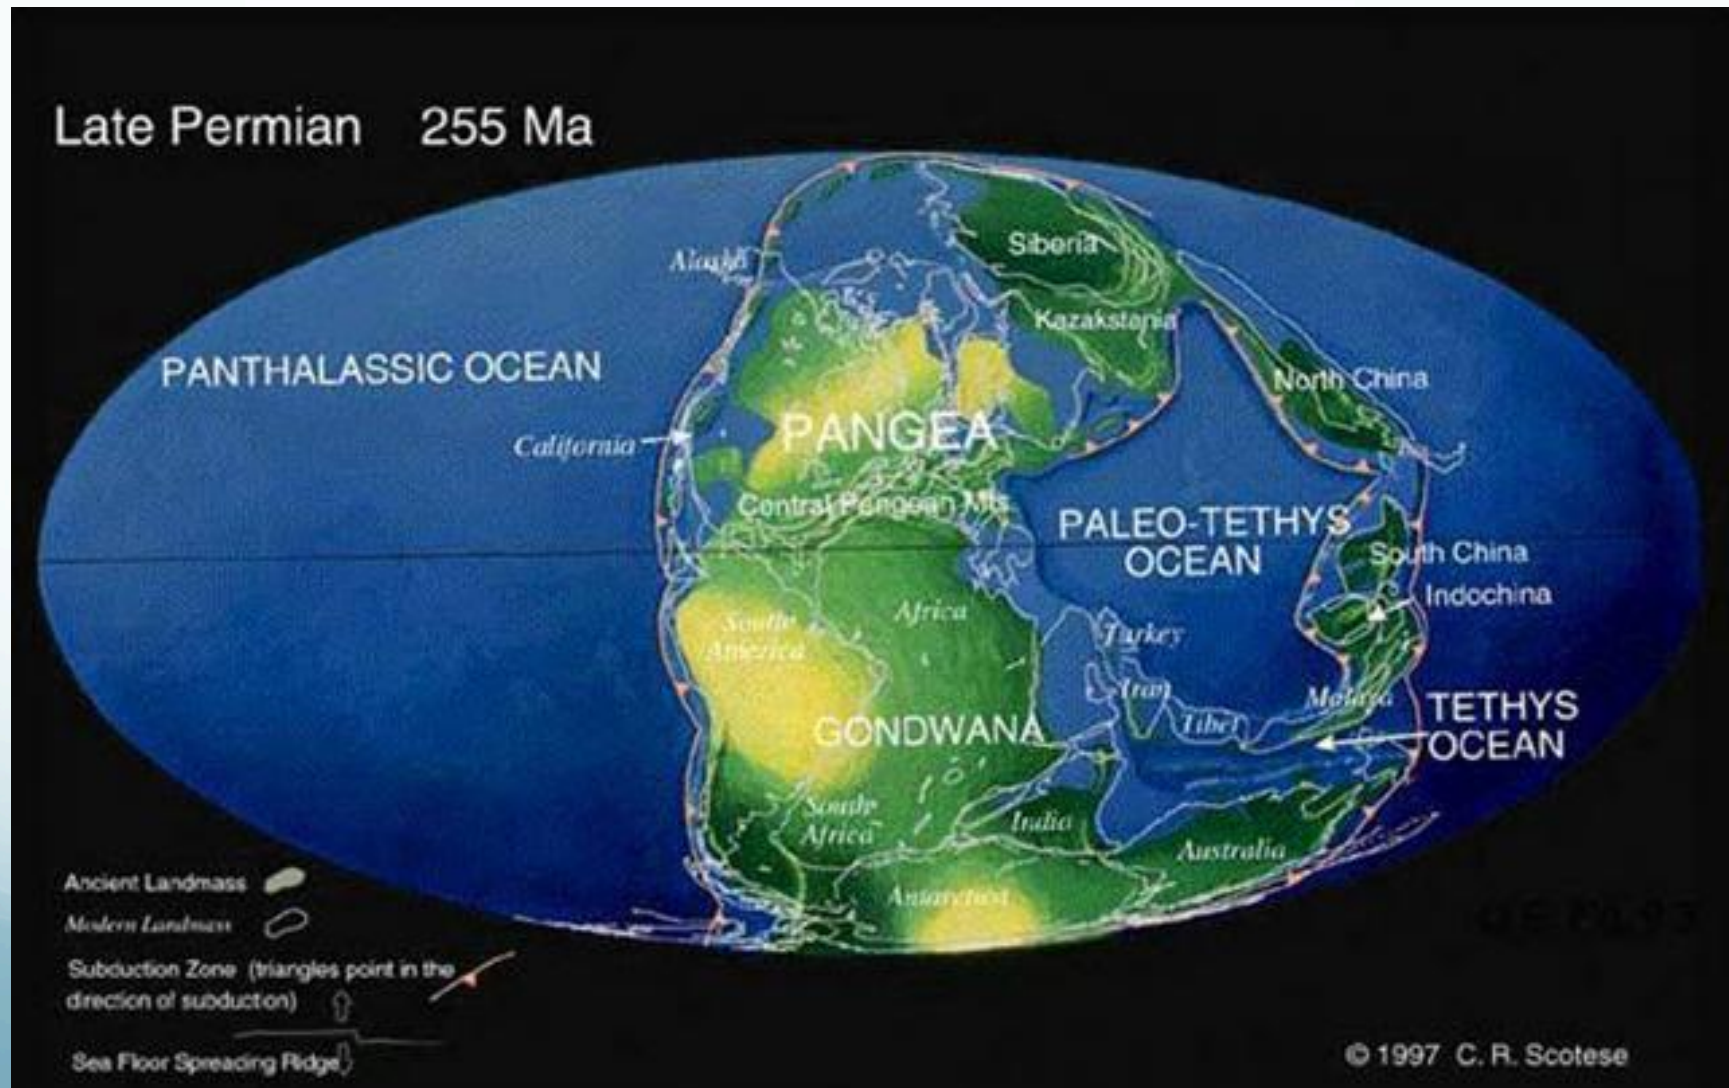 Late Permian 255 Ma
Siberia
Alaska
Kazakstania
PANTHALASSIC OCEAN
North China
PANGEA
California
Central Pangean Mts
PALEO-TETHYS
OCEAN
South China
Indochina
Africa
South
America
Turkey
Iran
Malaya
Tibet
TETHYS
OCEAN
GONDWANA
South
Africa
India
Australia
Antarctica
Ancient Landmass
Modern Landmass
Subduction Zone (triangles point in the
direction of subduction)
Sea Floor Spreading Ridge
© 1997 C. R. Scotese